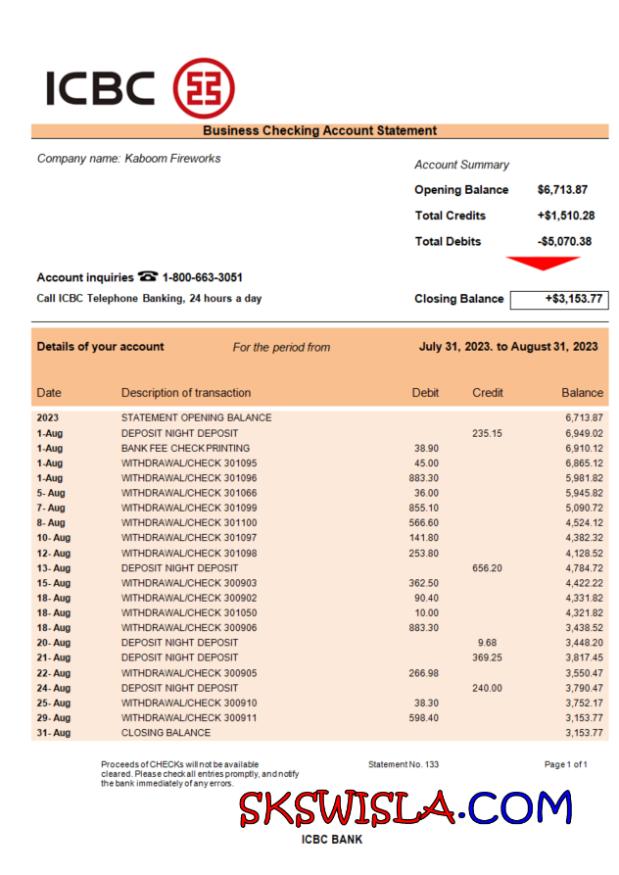 ICBC
Business Checking Account Statement
Company name: Kaboom Fireworks
Account Summary
Opening Balance $6,713.87
Total Credits +$1,510.28
Total Debits -$5,070.38
Account inquiries ☎ 1-800-663-3051
Call ICBC Telephone Banking, 24 hours a day
Closing Balance +$3,153.77
Details of your account For the period from July 31, 2023. to August 31, 2023
Date Description of transaction Debit Credit Balance
2023 STATEMENT OPENING BALANCE 6,713.87
1-Aug DEPOSIT NIGHT DEPOSIT 235.15 6,949.02
1-Aug BANK FEE CHECK PRINTING 38.90 6,910.12
1-Aug WITHDRAWAL/CHECK 301095 45.00 6,865.12
1-Aug WITHDRAWAL/CHECK 301096 883.30 5,981.82
5- Aug WITHDRAWAL/CHECK 301066 36.00 5,945.82
7- Aug WITHDRAWAL/CHECK 301099 855.10 5,090.72
8- Aug WITHDRAWAL/CHECK 301100 566.60 4,524.12
10- Aug WITHDRAWAL/CHECK 301097 141.80 4,382.32
12- Aug WITHDRAWAL/CHECK 301098 253.80 4,128.52
13- Aug DEPOSIT NIGHT DEPOSIT 656.20 4,784.72
15- Aug WITHDRAWAL/CHECK 300903 362.50 4,422.22
18- Aug WITHDRAWAL/CHECK 300902 90.40 4,331.82
18- Aug WITHDRAWAL/CHECK 301050 10.00 4,321.82
18- Aug WITHDRAWAL/CHECK 300906 883.30 3,438.52
20- Aug DEPOSIT NIGHT DEPOSIT 9.68 3,448.20
21- Aug DEPOSIT NIGHT DEPOSIT 369.25 3,817.45
22- Aug WITHDRAWAL/CHECK 300905 266.98 3,550.47
24- Aug DEPOSIT NIGHT DEPOSIT 240.00 3,790.47
25- Aug WITHDRAWAL/CHECK 300910 38.30 3,752.17
29- Aug WITHDRAWAL/CHECK 300911 598.40 3,153.77
31- Aug CLOSING BALANCE 3,153.77
Proceeds of CHECKs will not be available Statement No. 133 Page 1 of 1
cleared. Please check all entries promptly, and notify
the bank immediately of any errors.
SKSWISLA.COM
ICBC BANK